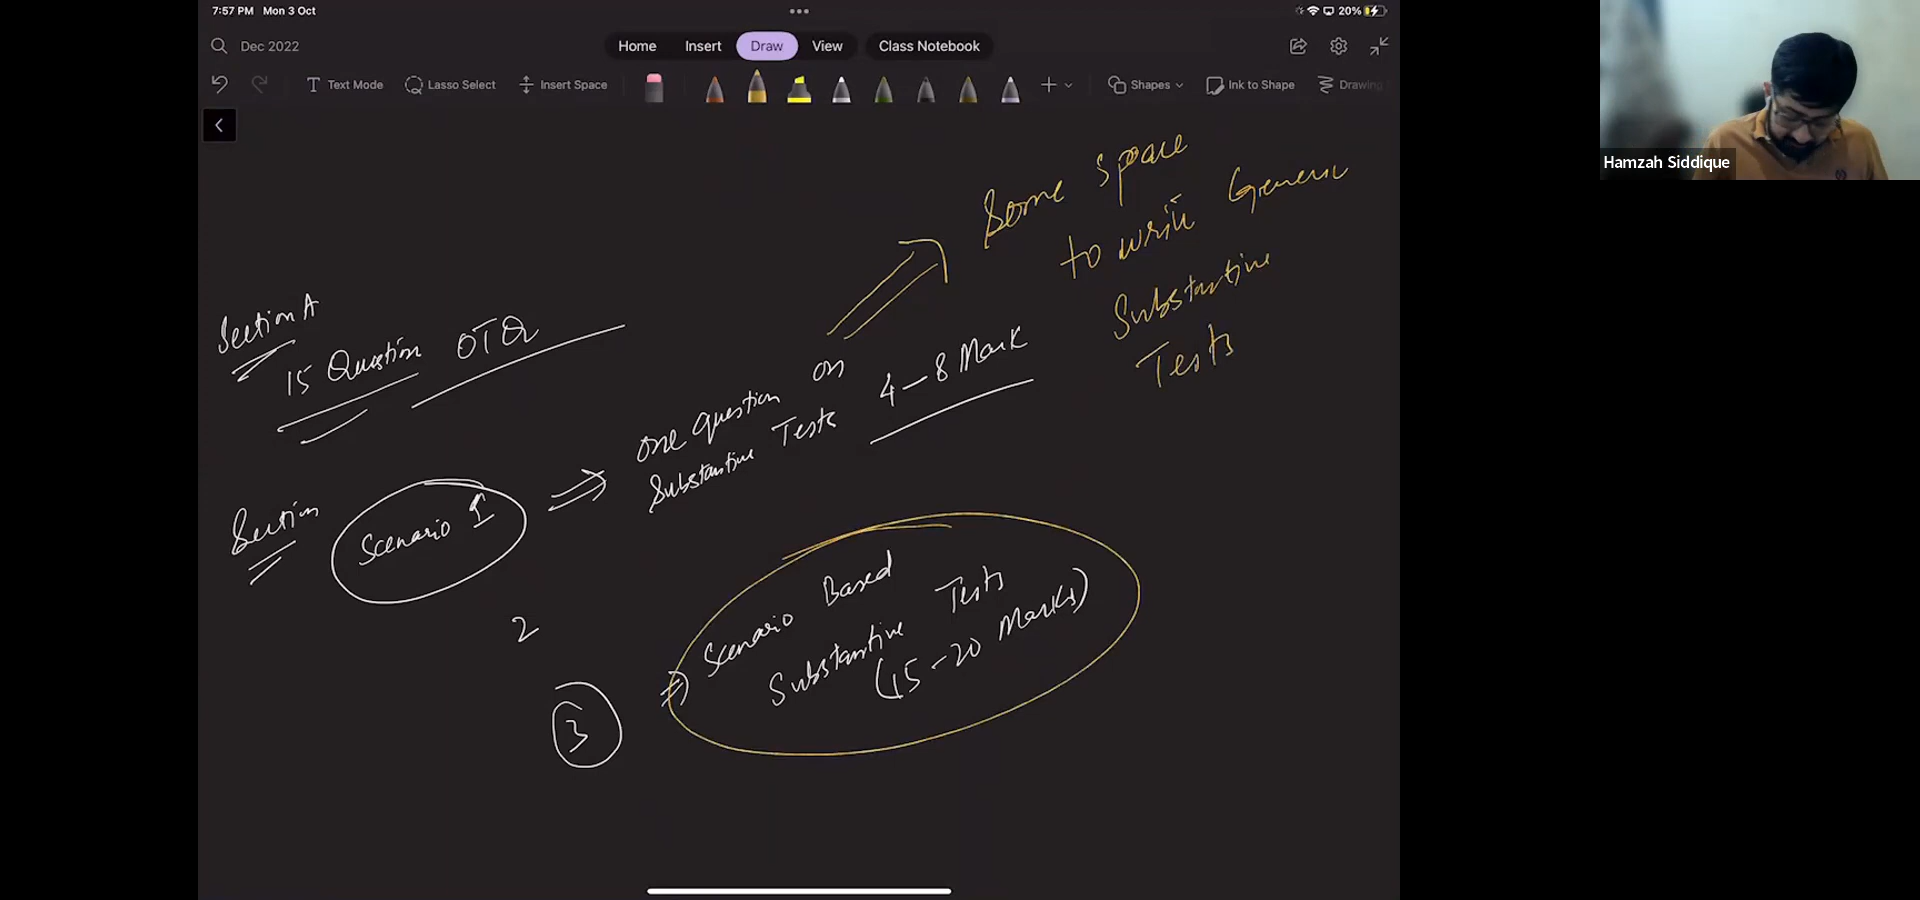 7:57 PM Mon 3 Oct
20%
Dec 2022
Home Insert Draw View Class Notebook
Text Mode Lasso Select Insert Space Shapes Ink to Shape Drawing
Hamzah Siddique
Some space
to write Generic
Substantive
Tests
Section A
15 Question OTQ
one question on
Substantive Tests 4-8 Mark
Section Scenario 1
2
3
Scenario Based
Substantive Tests
(15-20 Marks)